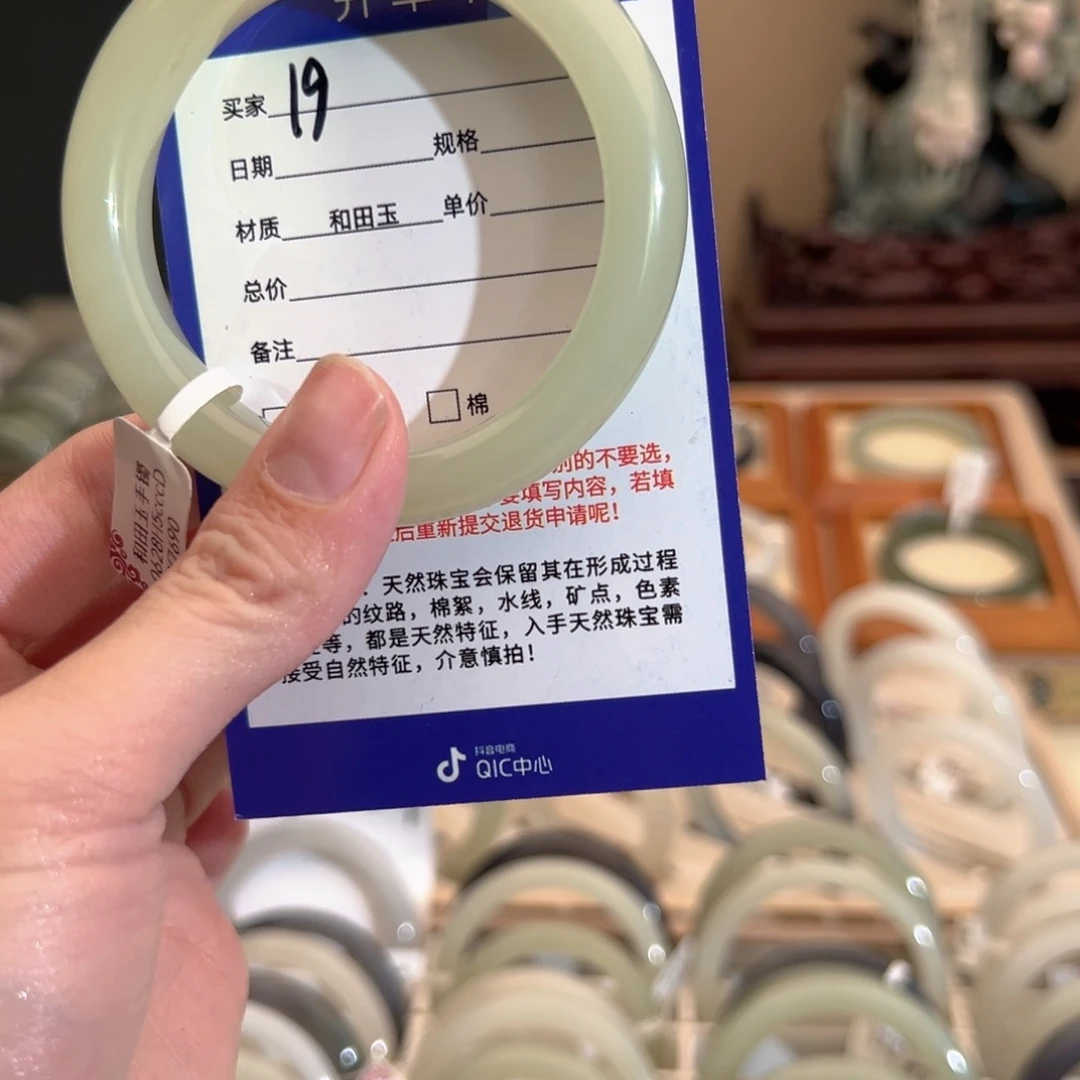 买家 19
日期 规格
材质 和田玉 单价
总价
备注
棉
的不要选，
填写内容，若填
后重新提交退货申请呢！
天然珠宝会保留其在形成过程
的纹路，棉絮，水线，矿点，色素
等，都是天然特征，入手天然珠宝需
接受自然特征，介意慎拍！
抖音电商
QIC中心
和田玉手镯